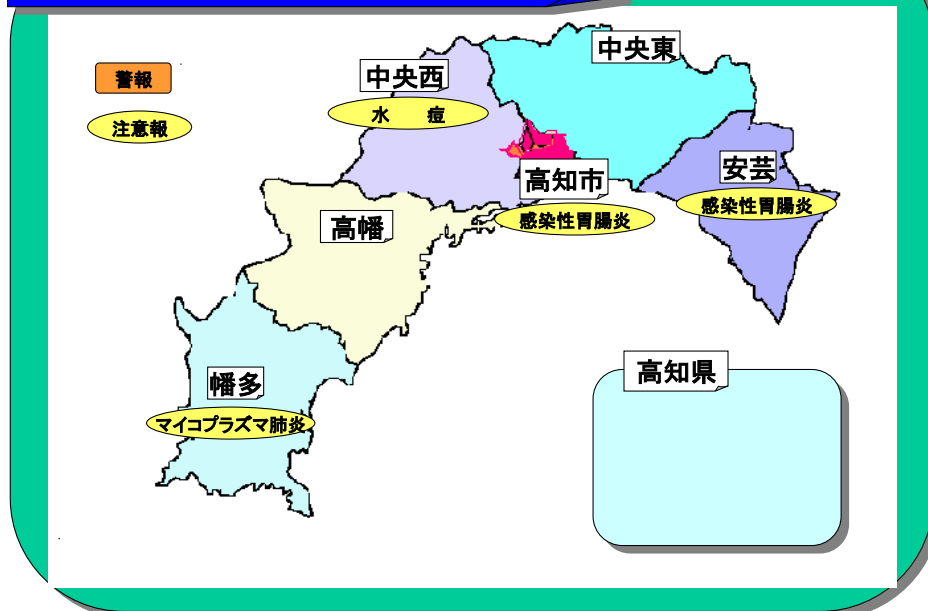 警報
注意報
中央西
水 痘
中央東
高知市
感染性胃腸炎
安芸
感染性胃腸炎
高幡
幡多
マイコプラズマ肺炎
高知県